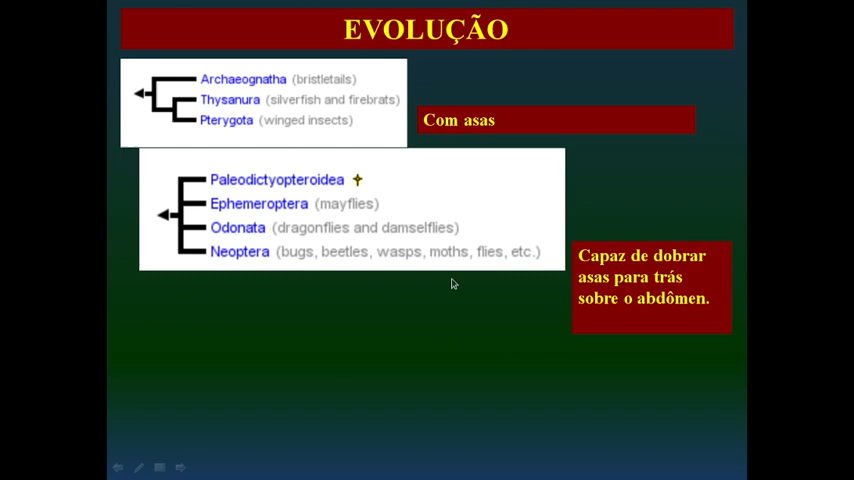 EVOLUÇÃO
Archaeognatha (bristletails)
Thysanura (silverfish and firebrats)
Pterygota (winged insects)
Com asas
Paleodictyopteroidea
Ephemeroptera (mayflies)
Odonata (dragonflies and damselflies)
Neoptera (bugs, beetles, wasps, moths, flies, etc.)
Capaz de dobrar
asas para trás
sobre o abdômen.